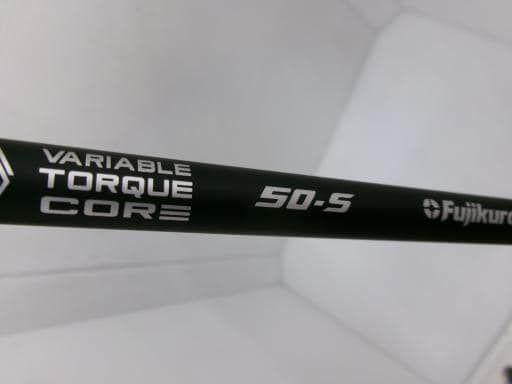 VARIABLE
TORQUE
CORE
50-S
Fujikura